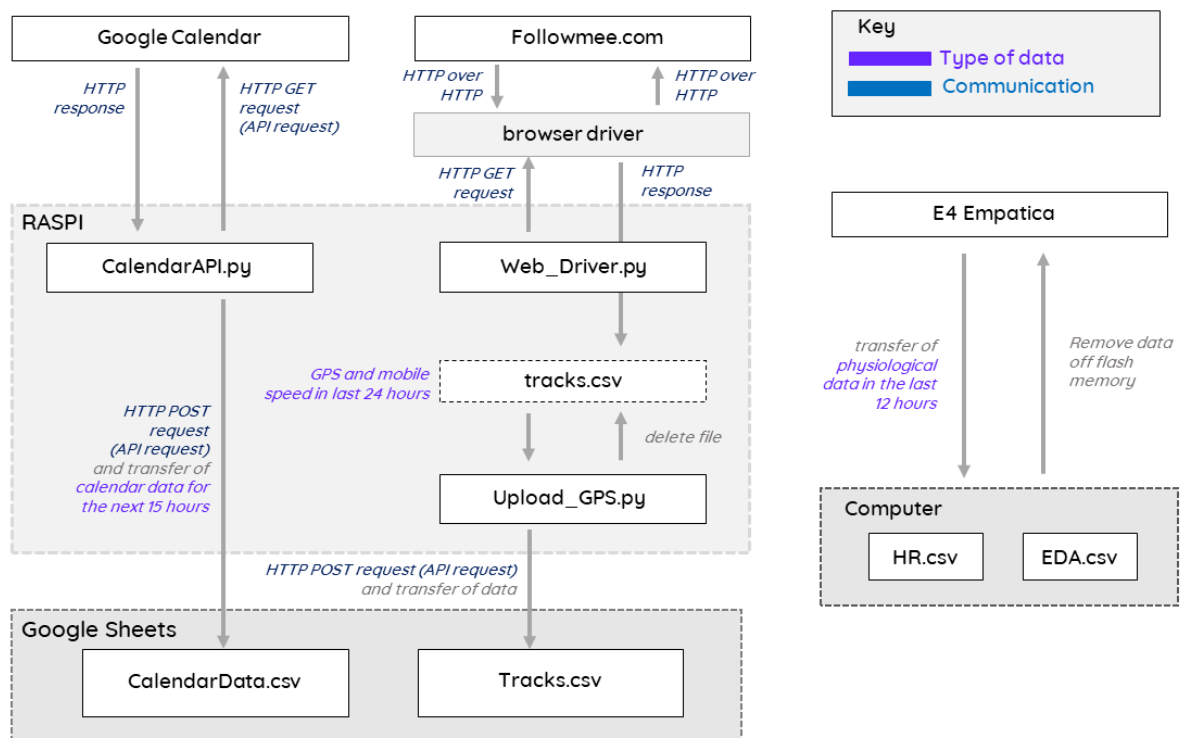 Google Calendar
Followmee.com
Key
Type of data
Communication
HTTP
response
HTTP GET
request
(API request)
HTTP over
HTTP
HTTP over
HTTP
browser driver
HTTP GET
request
HTTP
response
RASPI
CalendarAPI.py
Web_Driver.py
GPS and mobile
speed in last 24 hours
tracks.csv
HTTP POST
request
(API request)
and transfer of
calendar data for
the next 15 hours
delete file
Upload_GPS.py
HTTP POST request (API request)
and transfer of data
Google Sheets
CalendarData.csv
Tracks.csv
E4 Empatica
transfer of
physiological
data in the last
12 hours
Remove data
off flash
memory
Computer
HR.csv
EDA.csv